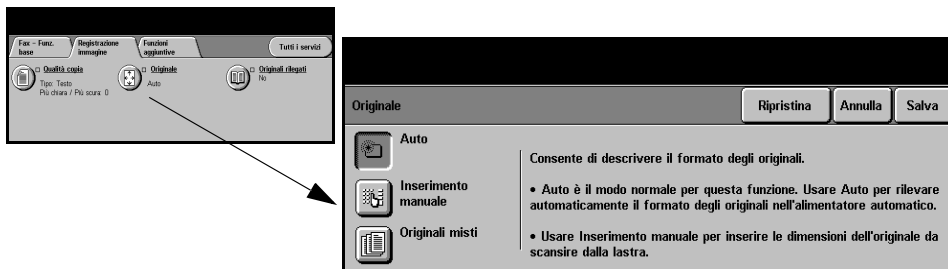 Fax - Funz. base
Registrazione immagine
Funzioni aggiuntive
Tutti i servizi
Qualità copia
Tipo: Testo
Più chiara / Più scura: 0
Originale
Auto
Originali rilegati
No
Originale
Ripristina
Annulla
Salva
Auto
Inserimento manuale
Originali misti
Consente di descrivere il formato degli originali.
• Auto è il modo normale per questa funzione. Usare Auto per rilevare
automaticamente il formato degli originali nell'alimentatore automatico.
• Usare Inserimento manuale per inserire le dimensioni dell'originale da
scansire dalla lastra.